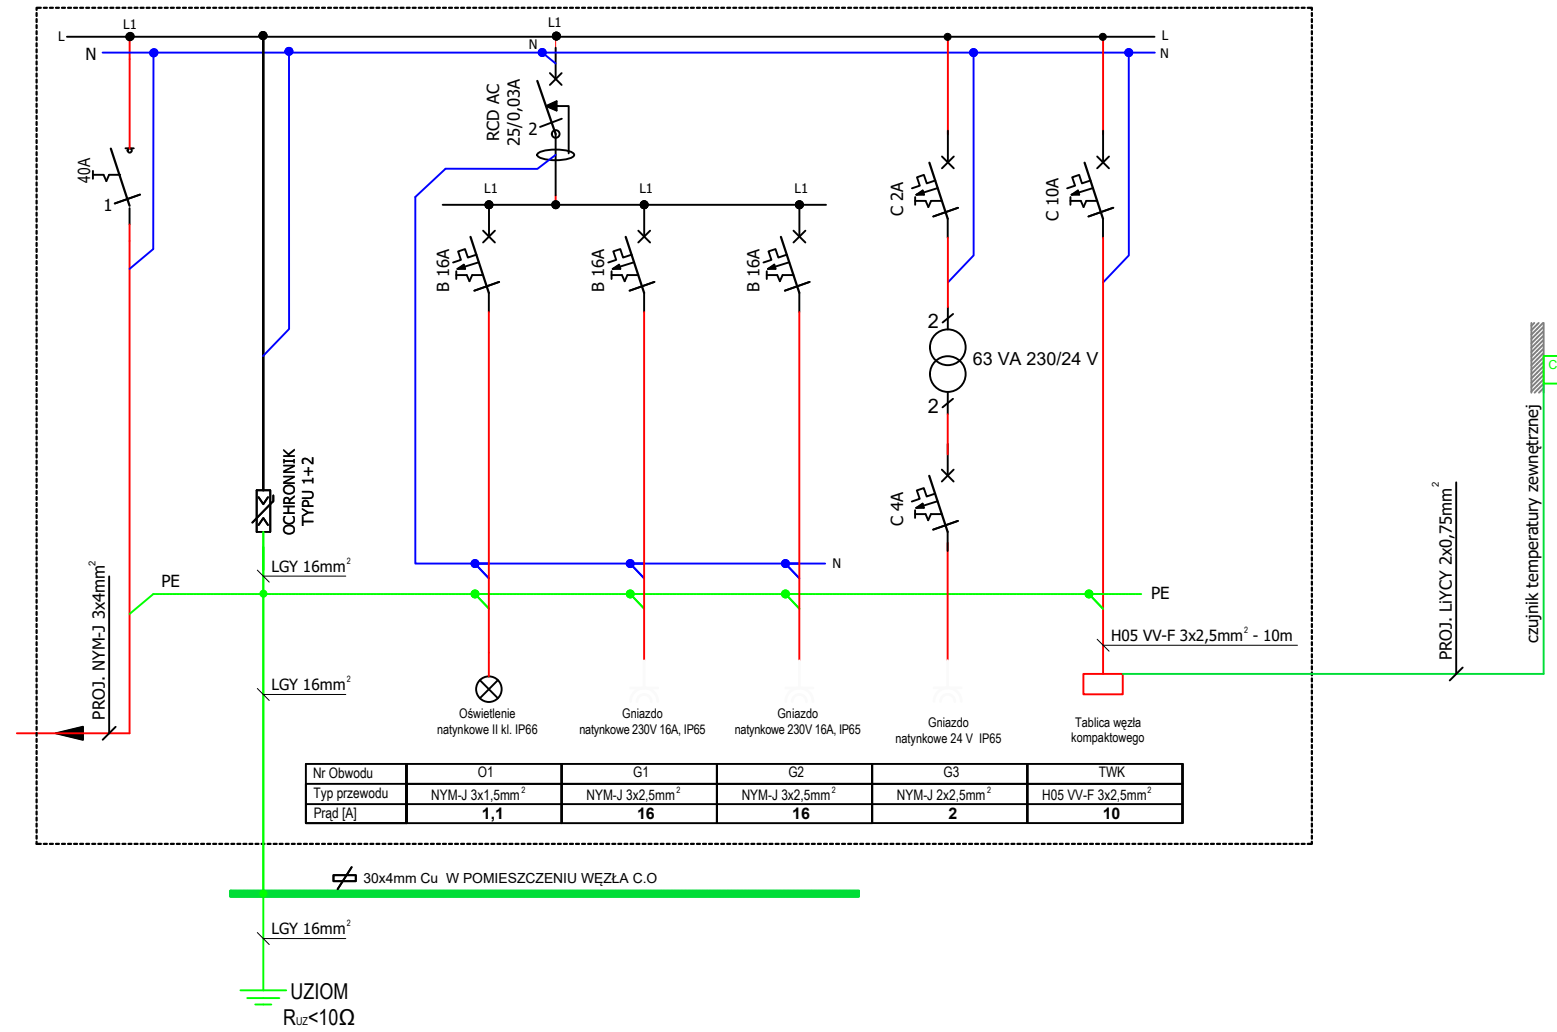 L1
L1
L
L
N
N
N
RCD AC
25/0,03A
2
40A
1
L1
L1
L1
C 2A
C 10A
B 16A
B 16A
B 16A
2
63 VA 230/24 V
2
C
czujnik temperatury zewnętrznej
OCHRONNIK
TYPU 1+2
C 4A
PROJ. LiYCY 2x0,75mm²
LGY 16mm²
N
PE
PE
PROJ. NYM-J 3x4mm²
H05 VV-F 3x2,5mm² - 10m
LGY 16mm²
Oświetlenie
natynkowe II kl. IP66
Gniazdo
natynkowe 230V 16A, IP65
Gniazdo
natynkowe 230V 16A, IP65
Gniazdo
natynkowe 24 V IP65
Tablica węzła
kompaktowego
Nr Obwodu O1 G1 G2 G3 TWK
Typ przewodu NYM-J 3x1,5mm² NYM-J 3x2,5mm² NYM-J 3x2,5mm² NYM-J 2x2,5mm² H05 VV-F 3x2,5mm²
Prąd [A] 1,1 16 16 2 10
30x4mm Cu W POMIESZCZENIU WĘZŁA C.O
LGY 16mm²
UZIOM
RUZ<10Ω